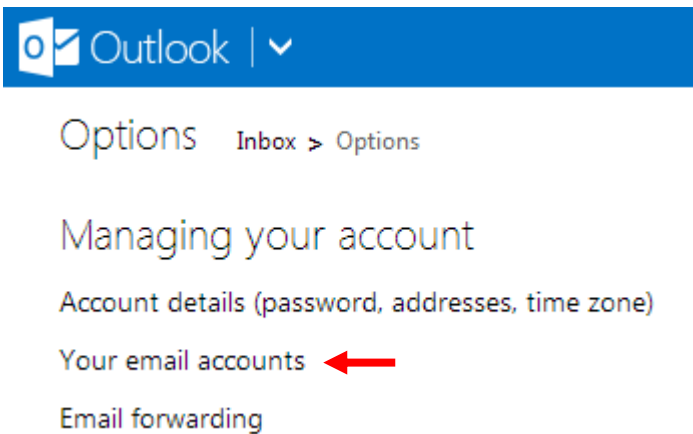 Outlook
Options Inbox > Options
Managing your account
Account details (password, addresses, time zone)
Your email accounts
Email forwarding